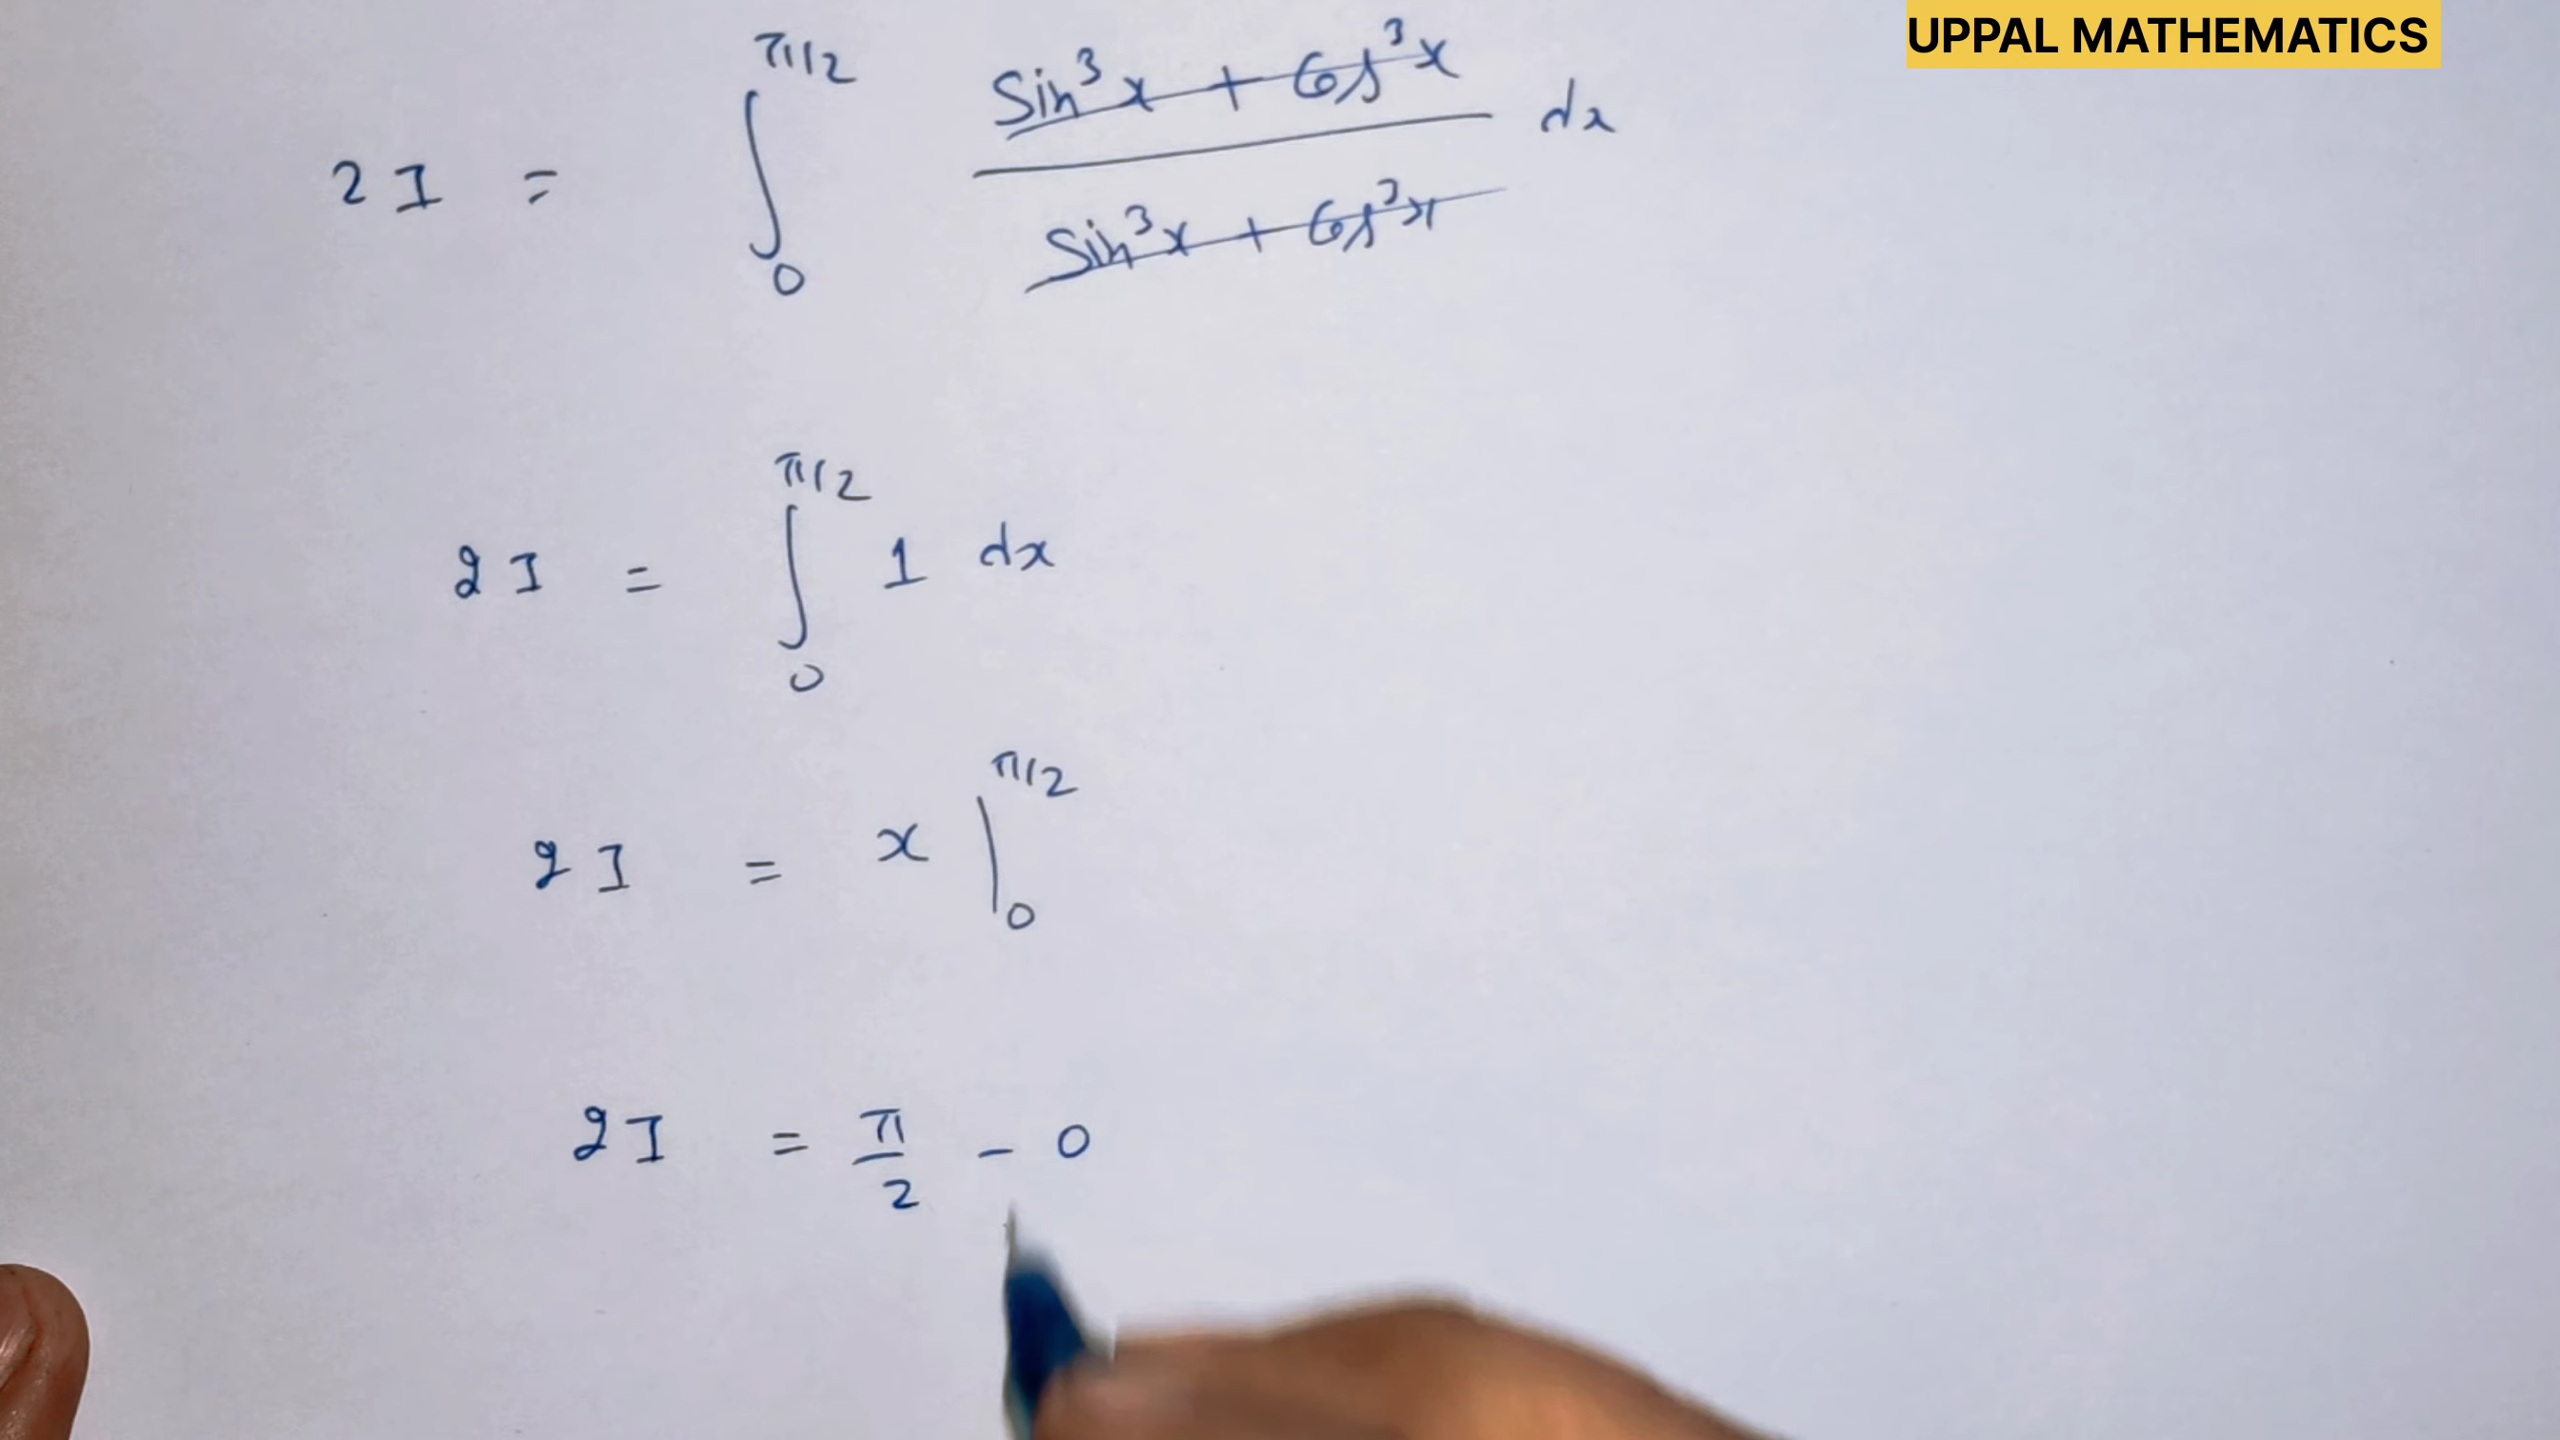 UPPAL MATHEMATICS
2I = ∫₀^{π/2} (Sin³x + Cos³x)/(Sin³x + Cos³x) dx
2I = ∫₀^{π/2} 1 dx
2I = x |₀^{π/2}
2I = π/2 - 0